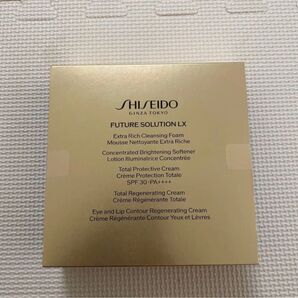 SHISEIDO
GINZA TOKYO
FUTURE SOLUTION LX
Extra Rich Cleansing Foam
Mousse Nettoyante Extra Riche
Concentrated Brightening Softener
Lotion Illuminatrice Concentrée
Total Protective Cream
Crème Protection Totale
SPF 30·PA++++
Total Regenerating Cream
Crème Régénérante Totale
Eye and Lip Contour Regenerating Cream
Crème Régénérante Contour Yeux et Lèvres